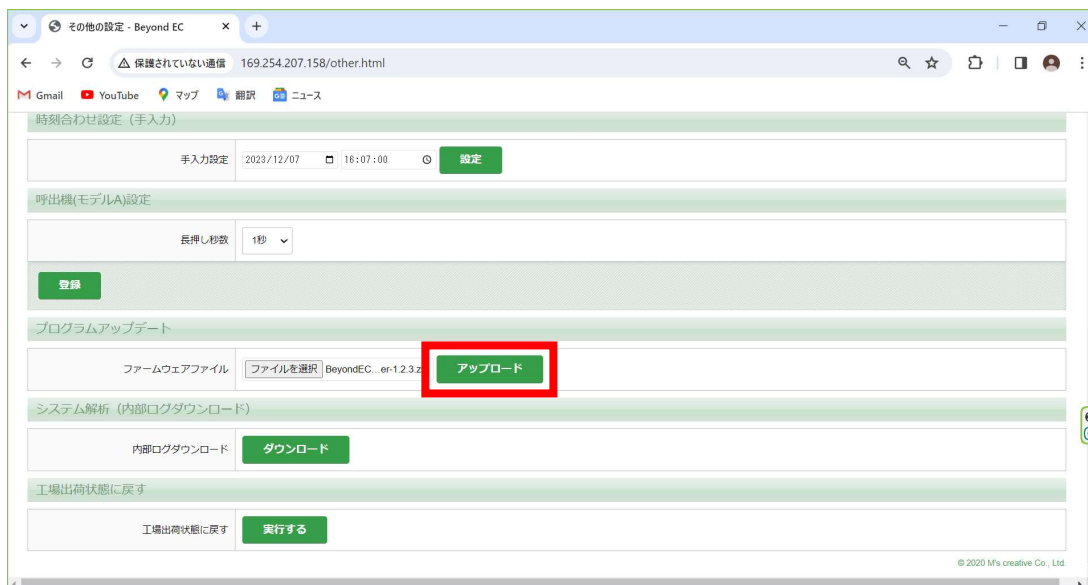 その他の設定 - Beyond EC
保護されていない通信 169.254.207.158/other.html
Gmail YouTube マップ 翻訳 ニュース
時刻合わせ設定（手入力）
手入力設定 2023/12/07 16:07:00 設定
呼出機(モデルA)設定
長押し秒数 1秒
登録
プログラムアップデート
ファームウェアファイル ファイルを選択 BeyondEC...er-1.2.3.z アップロード
システム解析（内部ログダウンロード）
内部ログダウンロード ダウンロード
工場出荷状態に戻す
工場出荷状態に戻す 実行する
© 2020 M's creative Co., Ltd.